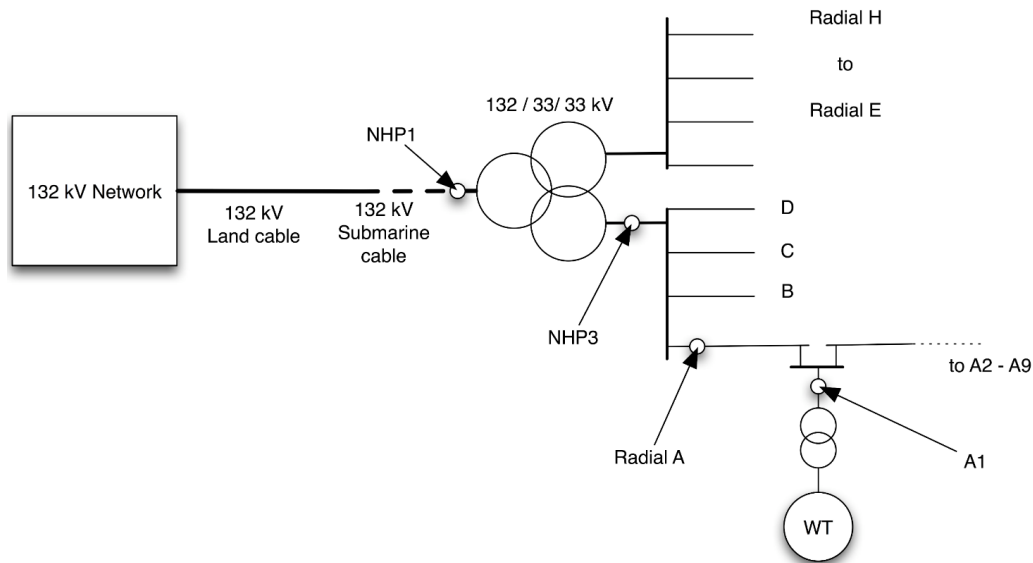 Radial H
to
Radial E
132 / 33/ 33 kV
NHP1
132 kV Network
132 kV
Land cable
132 kV
Submarine
cable
D
C
B
NHP3
to A2 - A9
Radial A
A1
WT